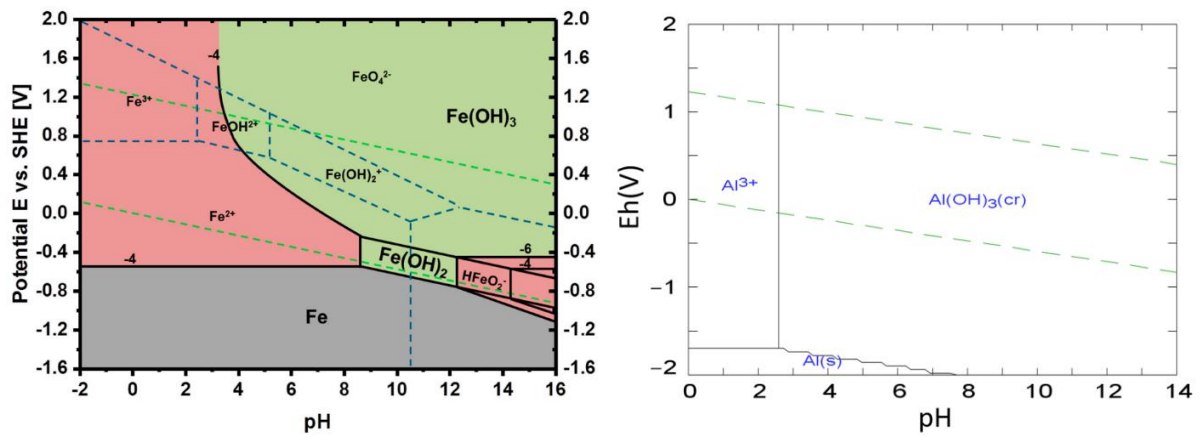 Potential E vs. SHE [V]
2.0
1.6
1.2
0.8
0.4
0.0
-0.4
-0.8
-1.2
-1.6
-2
0
2
4
6
8
10
12
14
16
pH
2.0
1.6
1.2
0.8
0.4
0.0
-0.4
-0.8
-1.2
-1.6
-4
FeO₄²⁻
Fe³⁺
FeOH²⁺
Fe(OH)₃
Fe(OH)₂⁺
Fe²⁺
-4
Fe(OH)₂
-6
-4
HFeO₂⁻
Fe
Eh(V)
2
1
0
−1
−2
0
2
4
6
8
10
12
14
pH
Al³⁺
Al(OH)₃(cr)
Al(s)